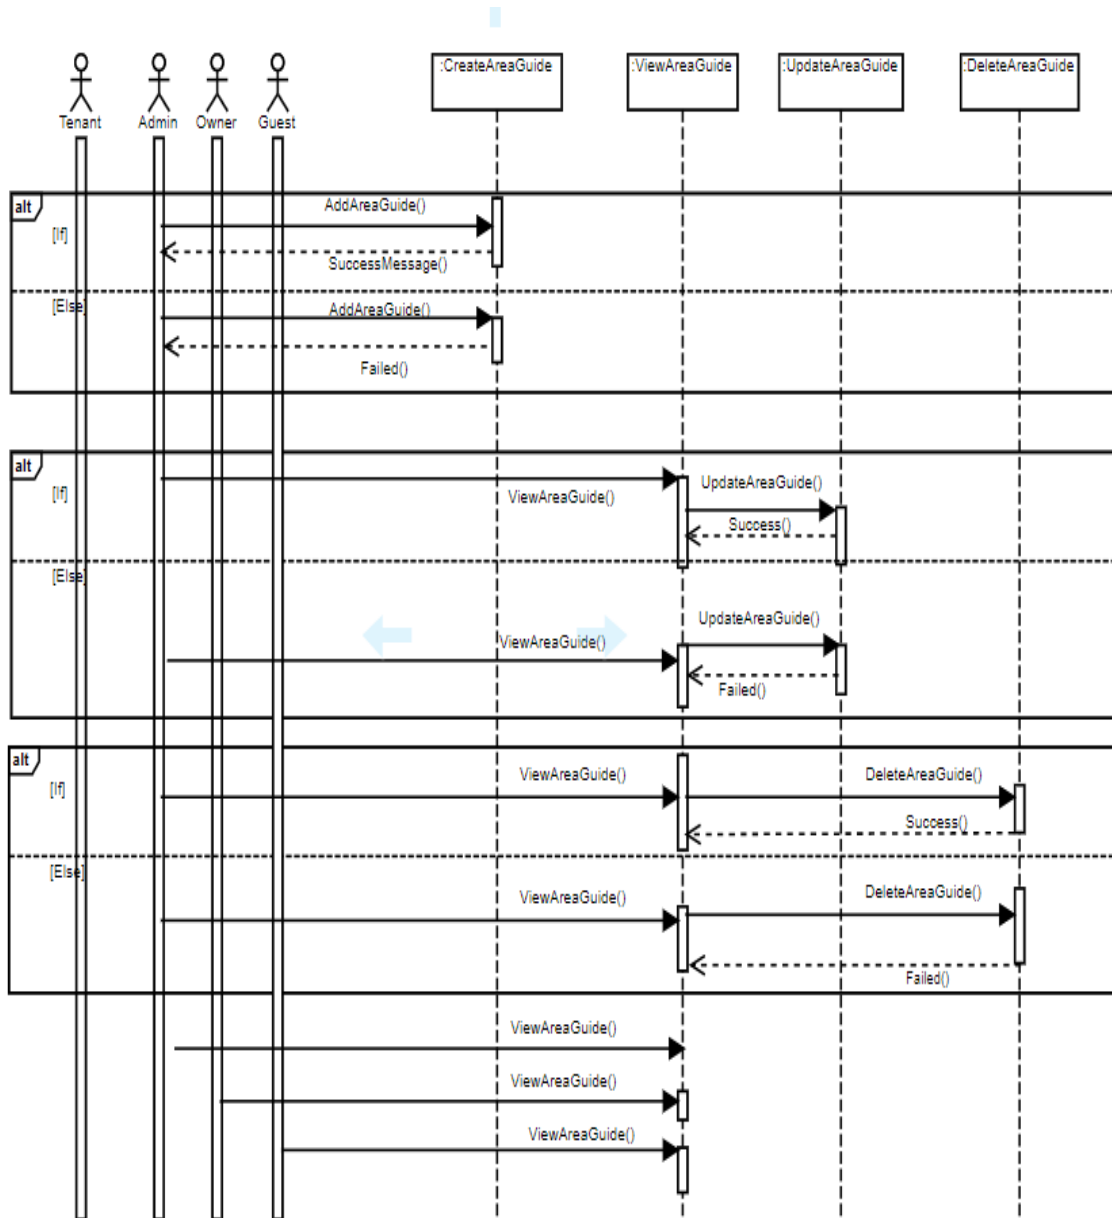 :CreateAreaGuide
:ViewAreaGuide
:UpdateAreaGuide
:DeleteAreaGuide
Tenant
Admin
Owner
Guest
alt
[If]
AddAreaGuide()
SuccessMessage()
[Else]
AddAreaGuide()
Failed()
alt
[If]
ViewAreaGuide()
UpdateAreaGuide()
Success()
[Else]
ViewAreaGuide()
UpdateAreaGuide()
Failed()
alt
[If]
ViewAreaGuide()
DeleteAreaGuide()
Success()
[Else]
ViewAreaGuide()
DeleteAreaGuide()
Failed()
ViewAreaGuide()
ViewAreaGuide()
ViewAreaGuide()